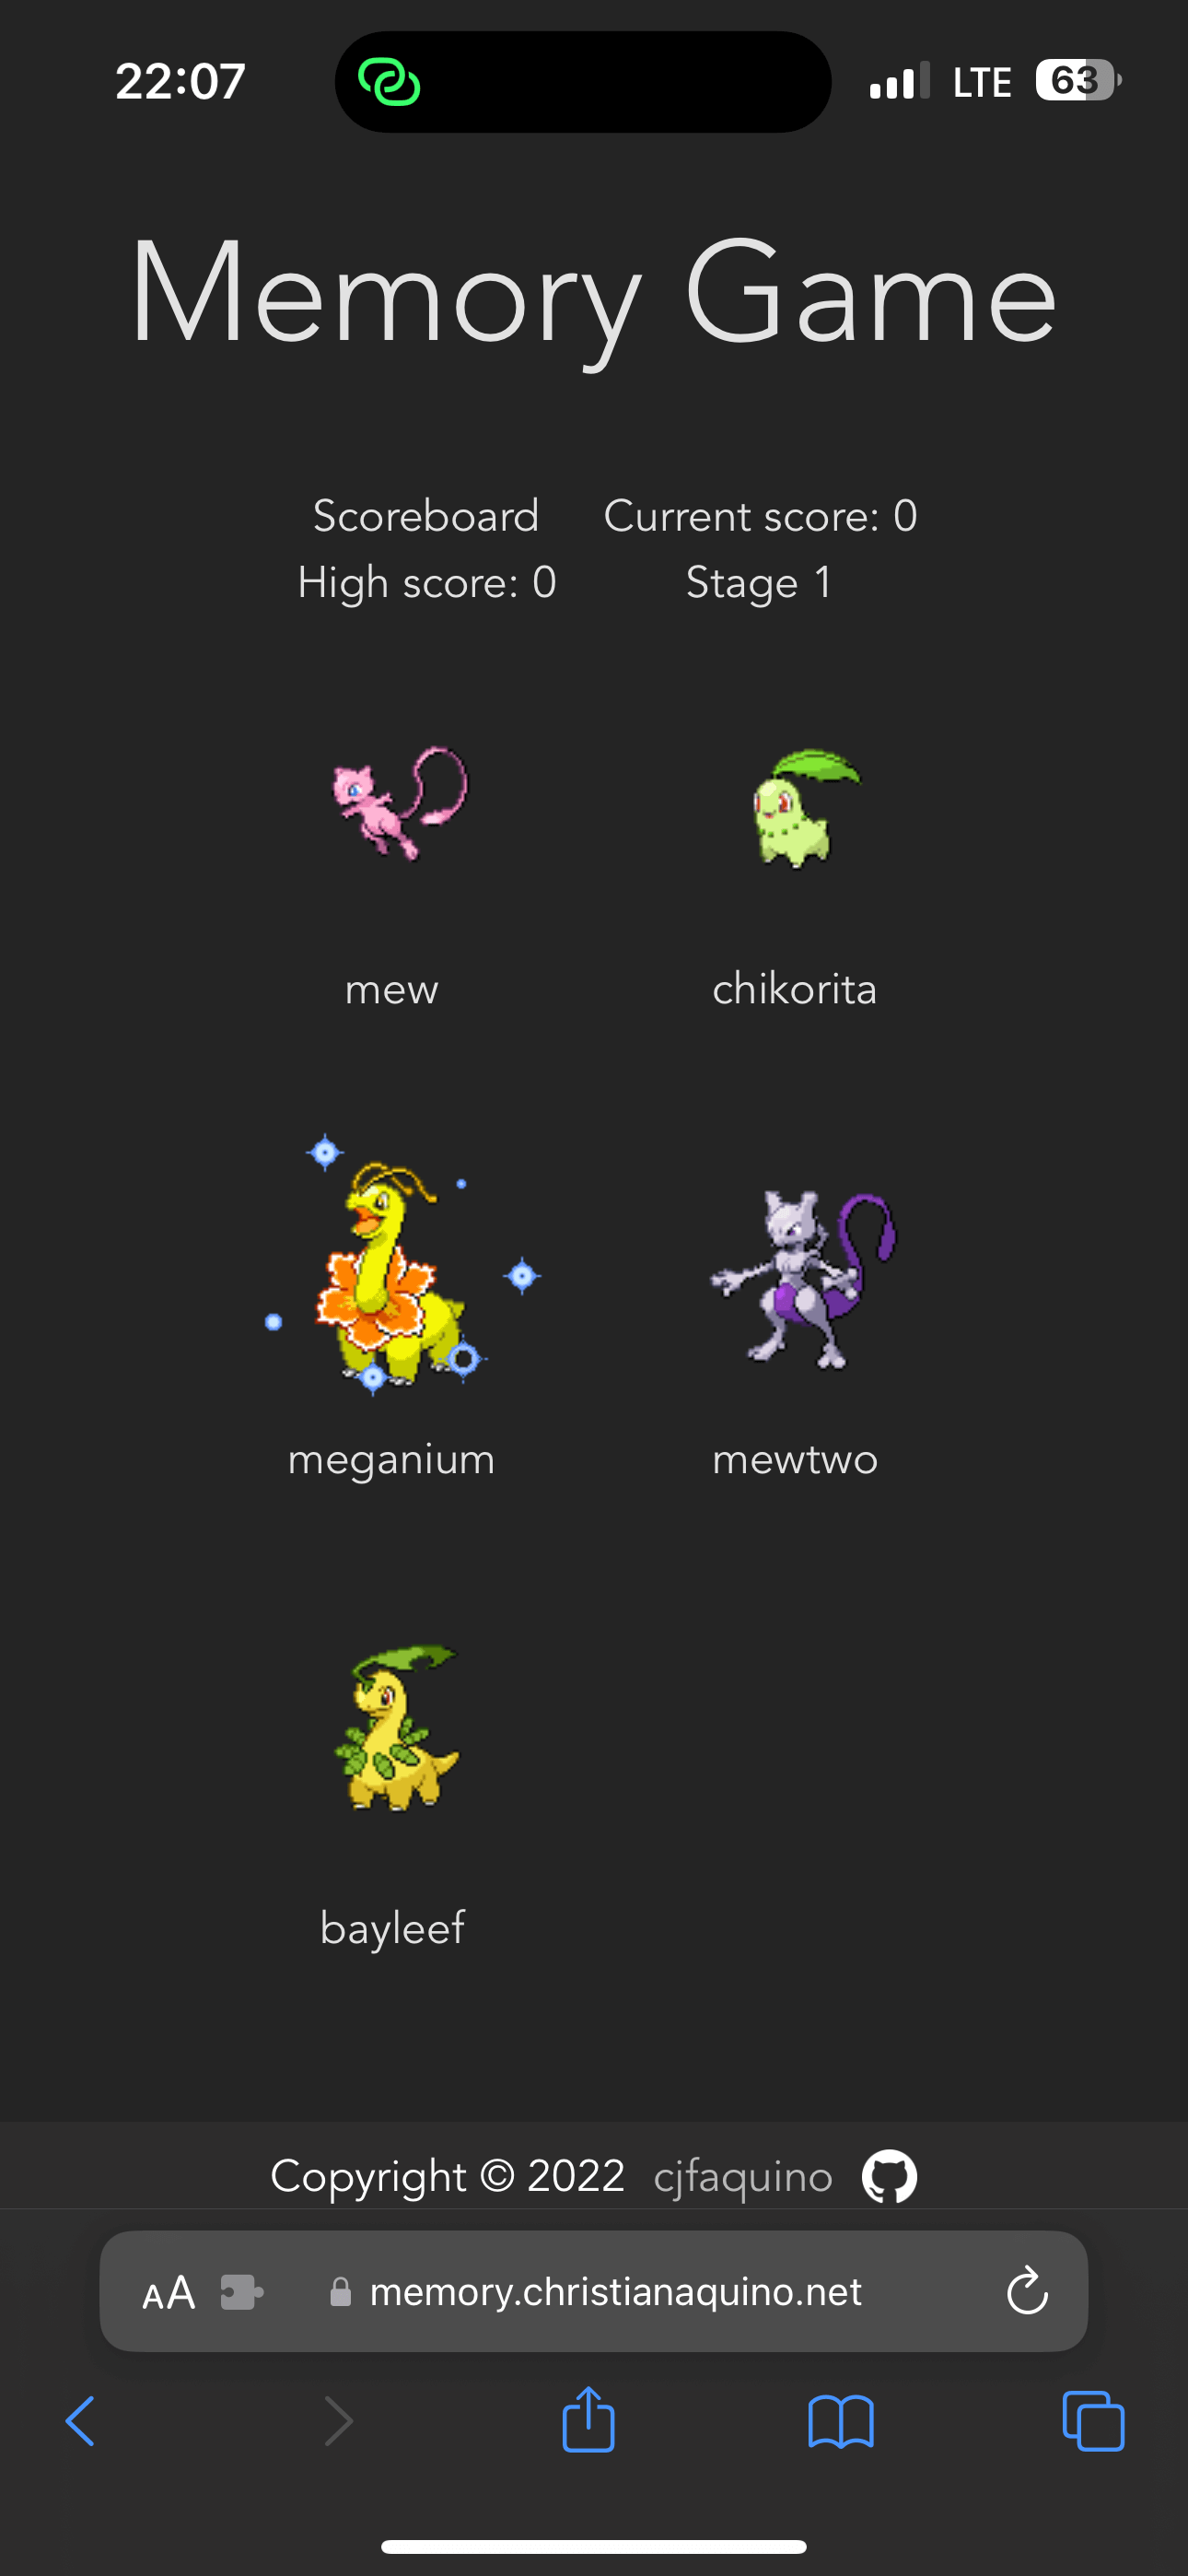 22:07 LTE 63
Memory Game
Scoreboard Current score: 0
High score: 0 Stage 1
mew chikorita
meganium mewtwo
bayleef
Copyright © 2022 cjfaquino
AA memory.christianaquino.net